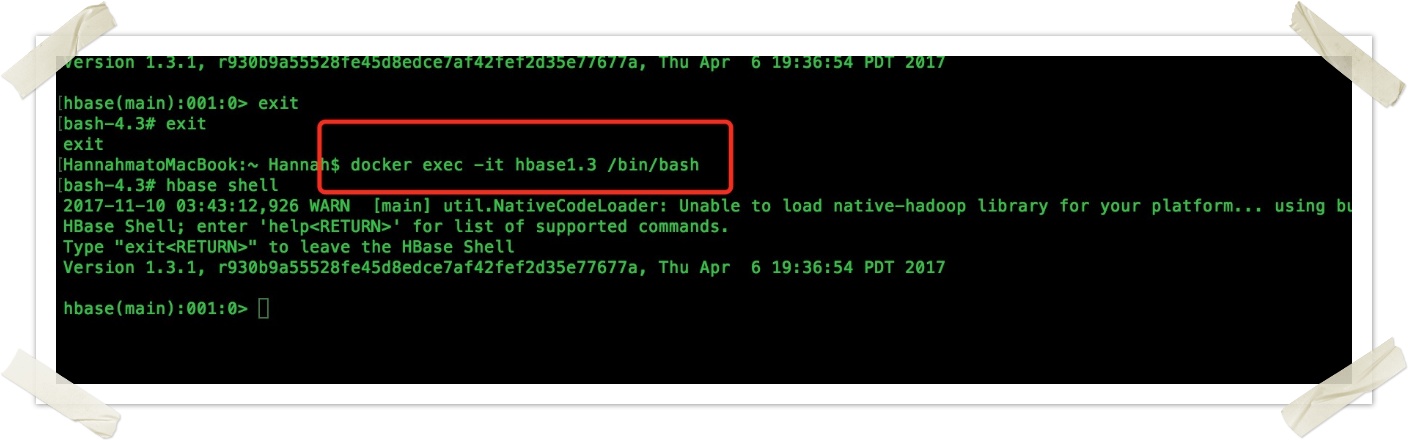 Version 1.3.1, r930b9a55528fe45d8edce7af42fef2d35e77677a, Thu Apr  6 19:36:54 PDT 2017
[hbase(main):001:0> exit
[bash-4.3# exit
exit
[HannahmatoMacBook:~ Hannah$ docker exec -it hbase1.3 /bin/bash
[bash-4.3# hbase shell
2017-11-10 03:43:12,926 WARN  [main] util.NativeCodeLoader: Unable to load native-hadoop library for your platform... using bu
HBase Shell; enter 'help<RETURN>' for list of supported commands.
Type "exit<RETURN>" to leave the HBase Shell
Version 1.3.1, r930b9a55528fe45d8edce7af42fef2d35e77677a, Thu Apr  6 19:36:54 PDT 2017
hbase(main):001:0>